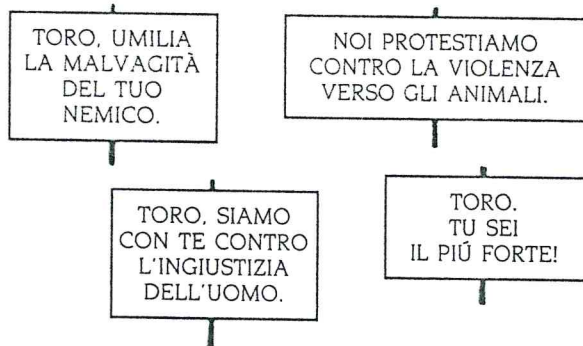 TORO, UMILIA
LA MALVAGITÀ
DEL TUO
NEMICO.
NOI PROTESTIAMO
CONTRO LA VIOLENZA
VERSO GLI ANIMALI.
TORO, SIAMO
CON TE CONTRO
L'INGIUSTIZIA
DELL'UOMO.
TORO.
TU SEI
IL PIÚ FORTE!